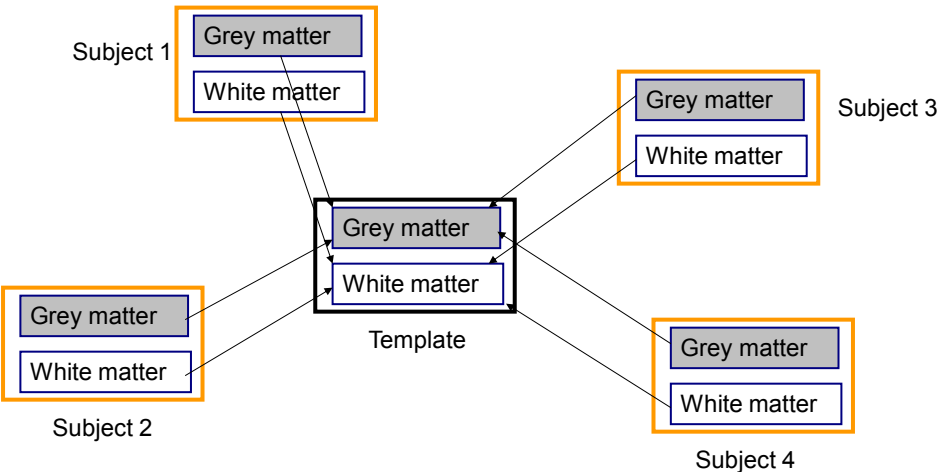 Subject 1
Grey matter
White matter
Grey matter
White matter
Subject 3
Grey matter
White matter
Template
Grey matter
White matter
Subject 2
Grey matter
White matter
Subject 4